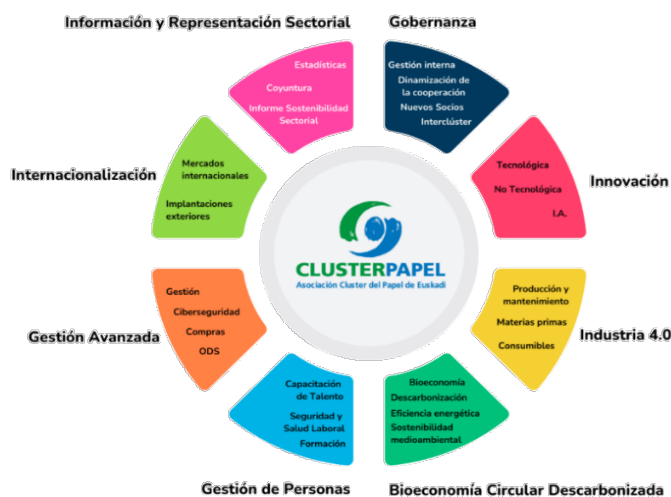 Información y Representación Sectorial
Gobernanza
Estadísticas
Coyuntura
Informe Sostenibilidad
Sectorial
Gestión interna
Dinamización de
la cooperación
Nuevos Socios
Interclúster
Internacionalización
Mercados
internacionales
Implantaciones
exteriores
Tecnológica
No Tecnológica
I.A.
Innovación
CLUSTERPAPEL
Asociación Cluster del Papel de Euskadi
Gestión Avanzada
Gestión
Ciberseguridad
Compras
ODS
Producción y
mantenimiento
Materias primas
Consumibles
Industria 4.0
Capacitación
de Talento
Seguridad y
Salud Laboral
Formación
Bioeconomía
Descarbonización
Eficiencia energética
Sostenibilidad
medioambiental
Gestión de Personas
Bioeconomía Circular Descarbonizada